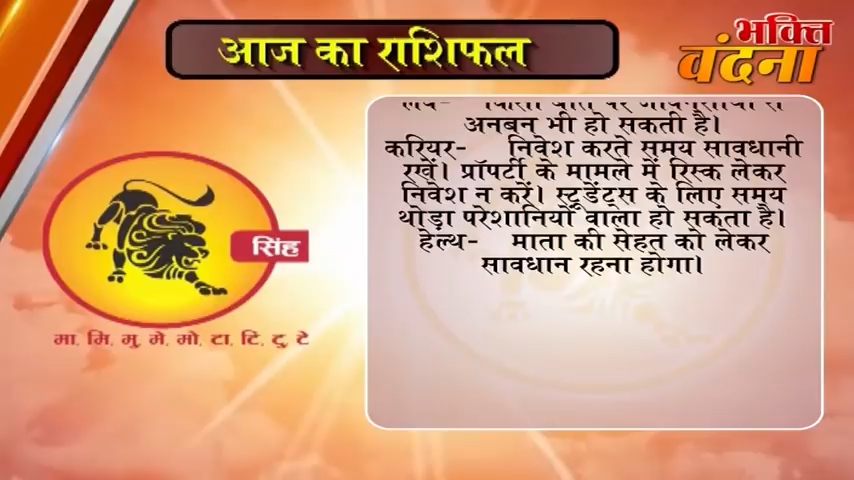 आज का राशिफल
भक्ति
वंदना
अनबन भी हो सकती है।
करियर- निवेश करते समय सावधानी
रखें। प्रॉपर्टी के मामले में रिस्क लेकर
निवेश न करें। स्टूडेंट्स के लिए समय
थोड़ा परेशानियों वाला हो सकता है।
हेल्थ- माता की सेहत को लेकर
सावधान रहना होगा।
सिंह
मा, मि, मु, मे, मो, टा, टि, टु, टे